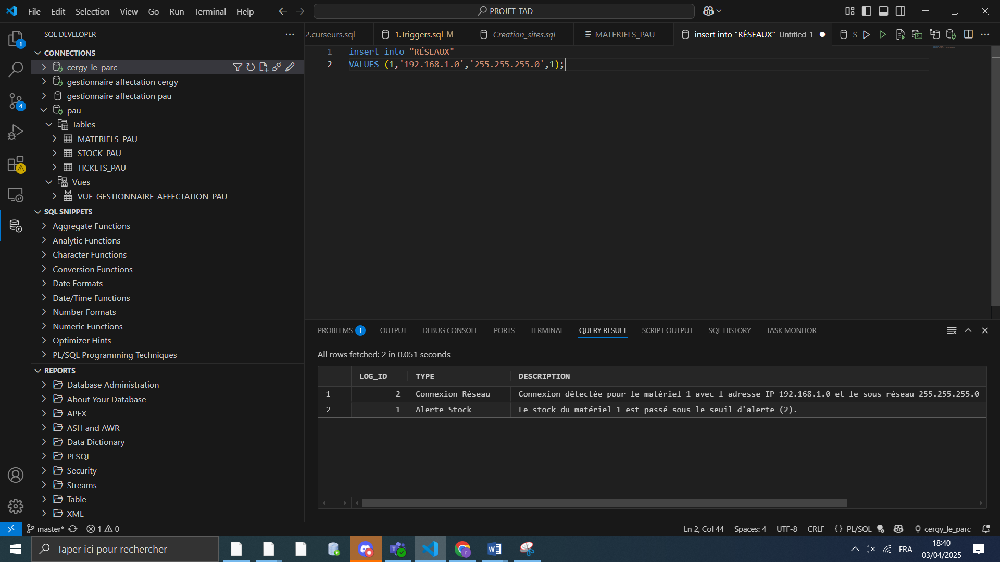 File Edit Selection View Go Run Terminal Help
PROJET_TAD
SQL DEVELOPER
2.curseurs.sql
1.Triggers.sql M
Creation_sites.sql
MATERIELS_PAU
insert into "RÉSEAUX" Untitled-1
S
1
CONNECTIONS
cergy_le_parc
gestionnaire affectation cergy
gestionnaire affectation pau
pau
Tables
MATERIELS_PAU
STOCK_PAU
TICKETS_PAU
Vues
VUE_GESTIONNAIRE_AFFECTATION_PAU
4
1 insert into "RÉSEAUX"
2 VALUES (1,'192.168.1.0','255.255.255.0',1);
SQL SNIPPETS
Aggregate Functions
Analytic Functions
Character Functions
Conversion Functions
Date Formats
Date/Time Functions
Number Formats
Numeric Functions
Optimizer Hints
PL/SQL Programming Techniques
REPORTS
Database Administration
About Your Database
APEX
ASH and AWR
Data Dictionary
PLSQL
Security
Streams
Table
XML
PROBLEMS 1 OUTPUT DEBUG CONSOLE PORTS TERMINAL QUERY RESULT SCRIPT OUTPUT SQL HISTORY TASK MONITOR
All rows fetched: 2 in 0.051 seconds
LOG_ID TYPE DESCRIPTION
1 2 Connexion Réseau Connexion détectée pour le matériel 1 avec l adresse IP 192.168.1.0 et le sous-réseau 255.255.255.0
2 1 Alerte Stock Le stock du matériel 1 est passé sous le seuil d'alerte (2).
master* 1 0
Ln 2, Col 44 Spaces: 4 UTF-8 CRLF {} PL/SQL cergy_le_parc
Taper ici pour rechercher
FRA
18:40
03/04/2025